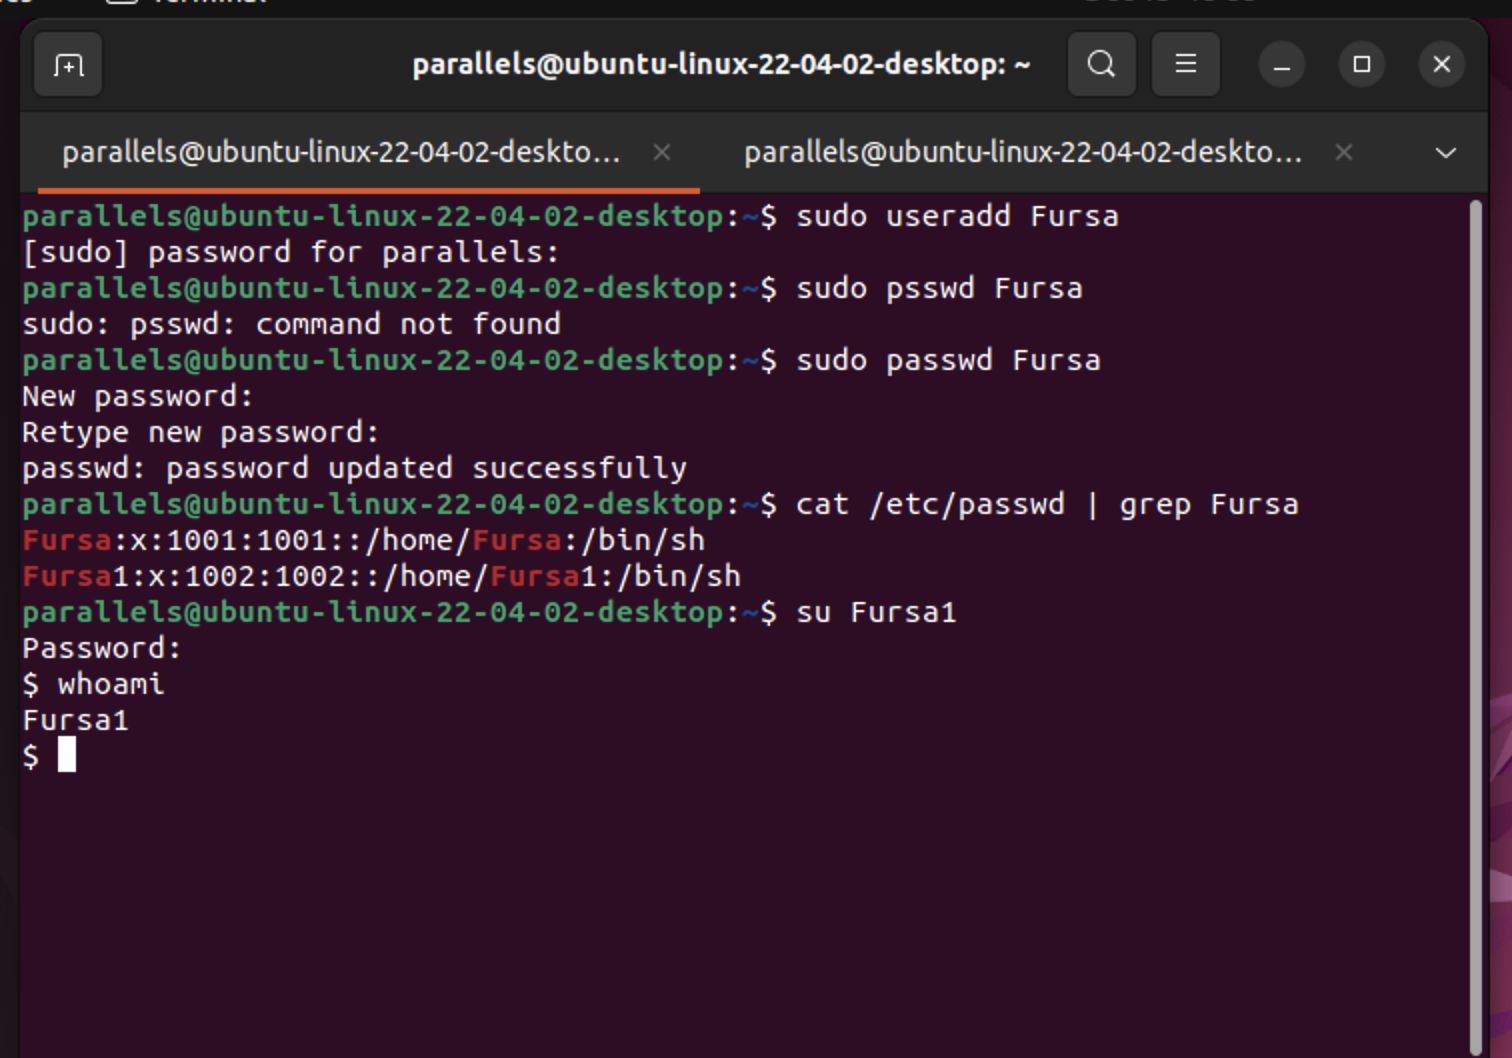 parallels@ubuntu-linux-22-04-02-desktop: ~
parallels@ubuntu-linux-22-04-02-deskto... × parallels@ubuntu-linux-22-04-02-deskto... ×
parallels@ubuntu-linux-22-04-02-desktop:~$ sudo useradd Fursa
[sudo] password for parallels:
parallels@ubuntu-linux-22-04-02-desktop:~$ sudo psswd Fursa
sudo: psswd: command not found
parallels@ubuntu-linux-22-04-02-desktop:~$ sudo passwd Fursa
New password:
Retype new password:
passwd: password updated successfully
parallels@ubuntu-linux-22-04-02-desktop:~$ cat /etc/passwd | grep Fursa
Fursa:x:1001:1001::/home/Fursa:/bin/sh
Fursa1:x:1002:1002::/home/Fursa1:/bin/sh
parallels@ubuntu-linux-22-04-02-desktop:~$ su Fursa1
Password:
$ whoami
Fursa1
$